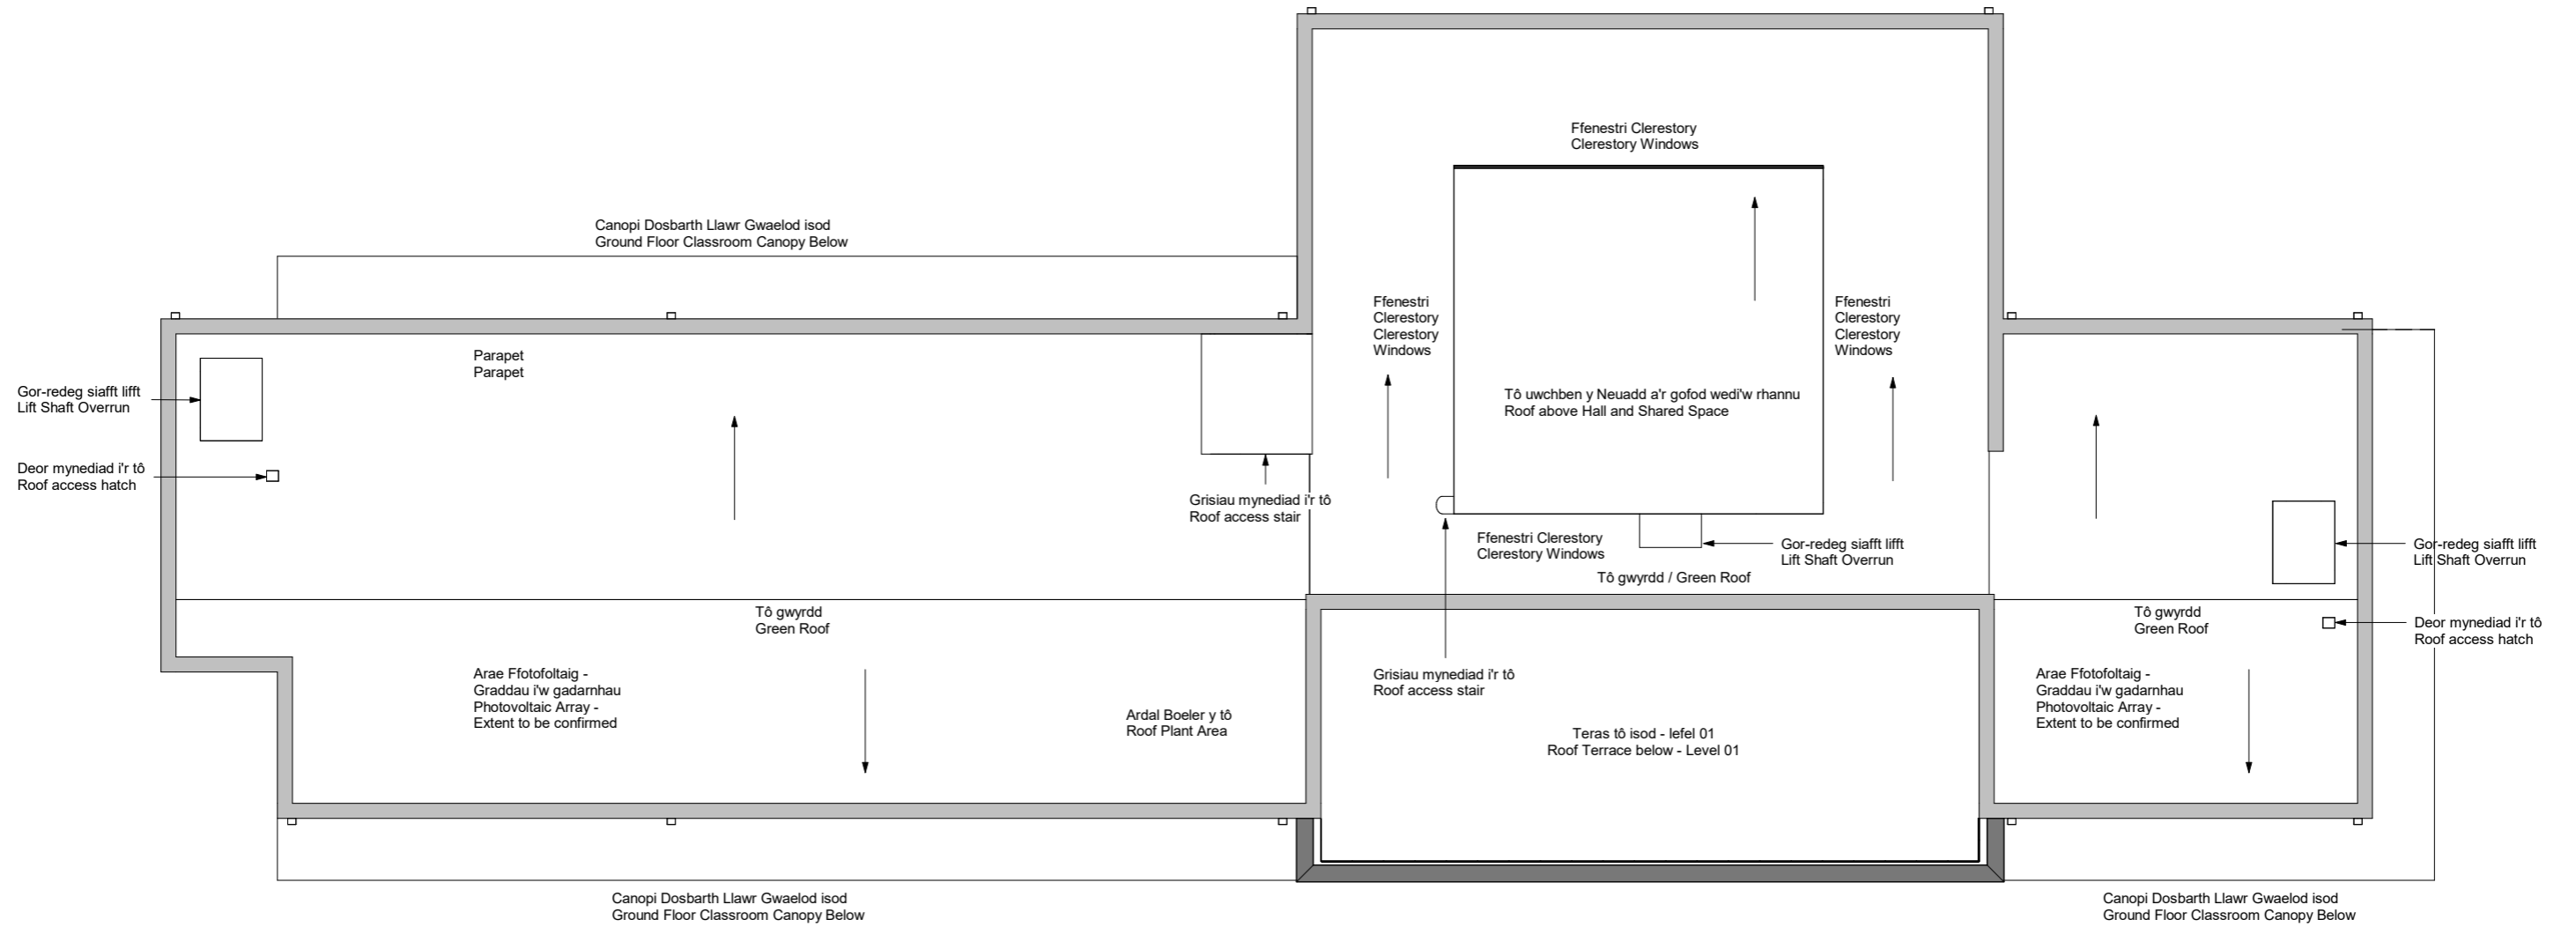 Ffenestri Clerestory
Clerestory Windows
Canopi Dosbarth Llawr Gwaelod isod
Ground Floor Classroom Canopy Below
Ffenestri
Clerestory
Clerestory
Windows
Ffenestri
Clerestory
Clerestory
Windows
Parapet
Parapet
Gor-redeg siafft lifft
Lift Shaft Overrun
Tô uwchben y Neuadd a'r gofod wedi'w rhannu
Roof above Hall and Shared Space
Deor mynediad i'r tô
Roof access hatch
Grisiau mynediad i'r tô
Roof access stair
Ffenestri Clerestory
Clerestory Windows
Gor-redeg siafft lifft
Lift Shaft Overrun
Gor-redeg siafft lifft
Lift Shaft Overrun
Tô gwyrdd / Green Roof
Tô gwyrdd
Green Roof
Tô gwyrdd
Green Roof
Deor mynediad i'r tô
Roof access hatch
Arae Ffotofoltaig -
Graddau i'w gadarnhau
Photovoltaic Array -
Extent to be confirmed
Grisiau mynediad i'r tô
Roof access stair
Arae Ffotofoltaig -
Graddau i'w gadarnhau
Photovoltaic Array -
Extent to be confirmed
Ardal Boeler y tô
Roof Plant Area
Teras tô isod - lefel 01
Roof Terrace below - Level 01
Canopi Dosbarth Llawr Gwaelod isod
Ground Floor Classroom Canopy Below
Canopi Dosbarth Llawr Gwaelod isod
Ground Floor Classroom Canopy Below